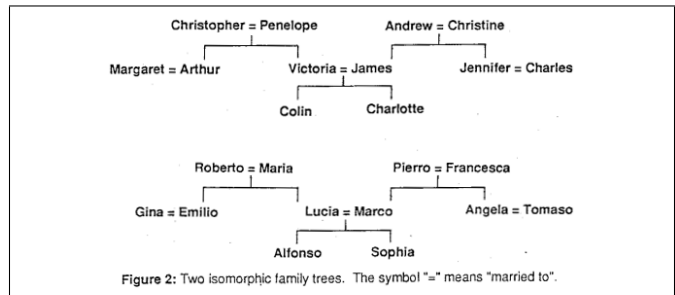 Christopher = Penelope Andrew = Christine
Margaret = Arthur Victoria = James Jennifer = Charles
Colin Charlotte
Roberto = Maria Pierro = Francesca
Gina = Emilio Lucia = Marco Angela = Tomaso
Alfonso Sophia
Figure 2: Two isomorphic family trees. The symbol "=" means "married to".